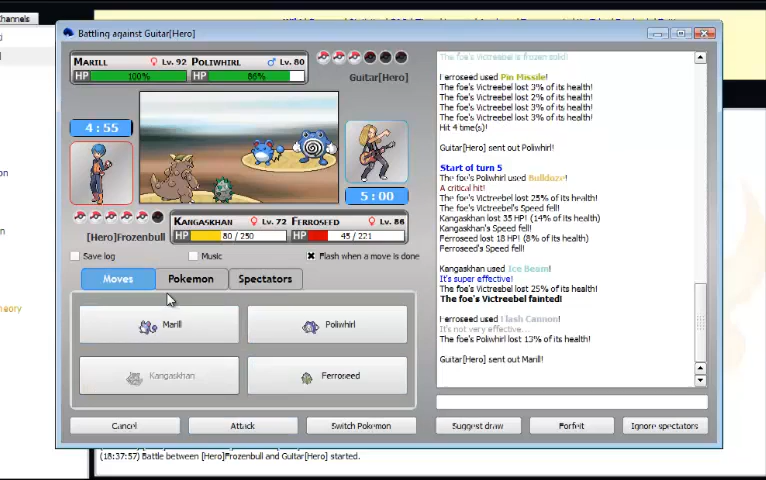 Channels
Battling against Guitar[Hero]
MARILL ♀ Lv. 92 POLIWHIRL ♂ Lv. 80
HP 100% HP 86%
Guitar[Hero]
4:55
5:00
KANGASKHAN ♀ Lv. 72 FERROSEED ♀ Lv. 86
HP 80 / 250 HP 45 / 221
[Hero]Frozenbull
Save log
Music
Flash when a move is done
Moves
Pokemon
Spectators
Marill
Poliwhirl
Kangaskhan
Ferroseed
Cancel
Attack
Switch Pokemon
The foe's Victreebel is frozen solid!
Ferroseed used Pin Missile!
The foe's Victreebel lost 3% of its health!
The foe's Victreebel lost 2% of its health!
The foe's Victreebel lost 3% of its health!
The foe's Victreebel lost 3% of its health!
Hit 4 time(s)!
Guitar[Hero] sent out Poliwhirl!
Start of turn 5
The foe's Poliwhirl used Bulldoze!
A critical hit!
The foe's Victreebel lost 25% of its health!
The foe's Victreebel's Speed fell!
Kangaskhan lost 35 HP! (14% of its health)
Kangaskhan's Speed fell!
Ferroseed lost 18 HP! (8% of its health)
Ferroseed's Speed fell!
Kangaskhan used Ice Beam!
It's super effective!
The foe's Victreebel lost 25% of its health!
The foe's Victreebel fainted!
Ferroseed used Flash Cannon!
It's not very effective...
The foe's Poliwhirl lost 13% of its health!
Guitar[Hero] sent out Marill!
Suggest draw
Forfeit
Ignore spectators
(18:37:57) Battle between [Hero]Frozenbull and Guitar[Hero] started.